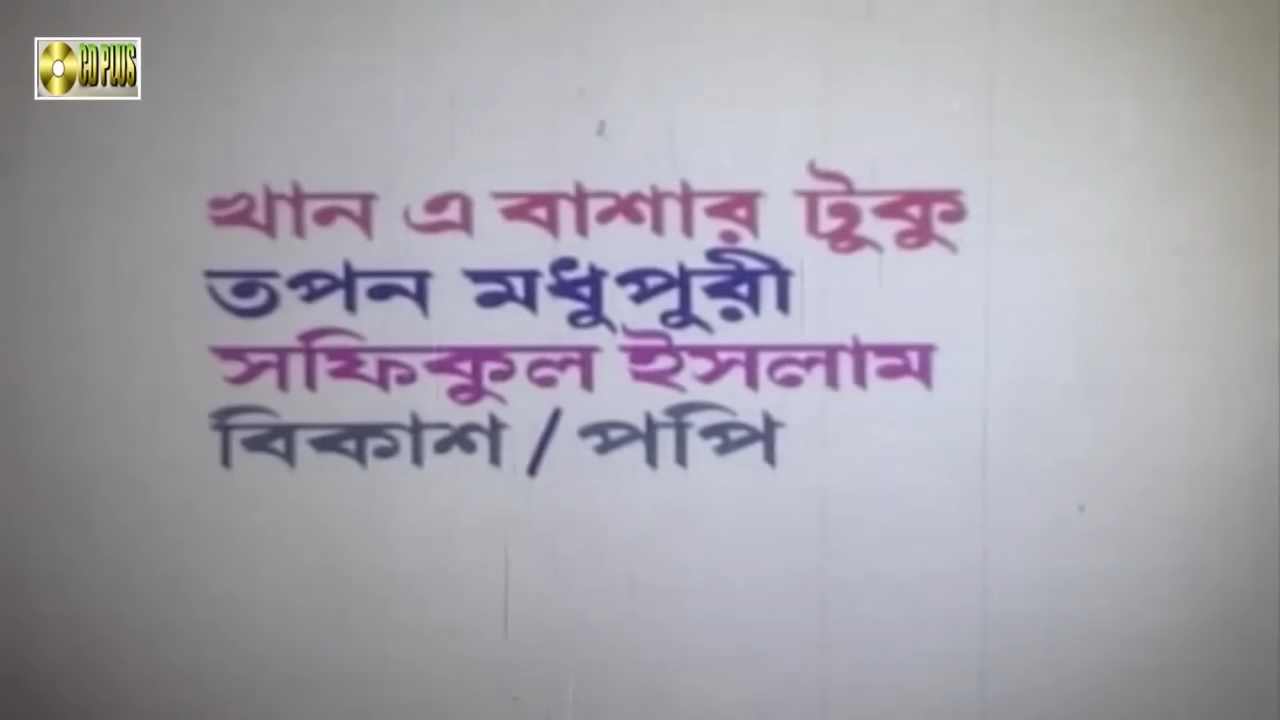 CD PLUS
খান এ বাশার টুকু
তপন মধুপুরী
সফিকুল ইসলাম
বিকাশ / পপি